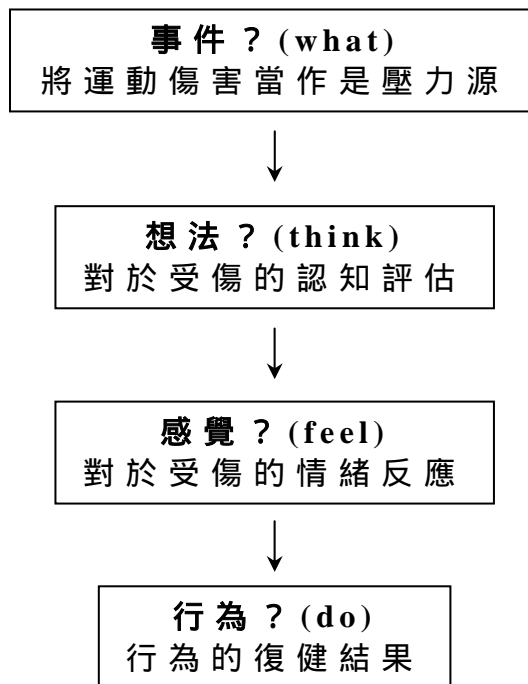 事件？(what)
將運動傷害當作是壓力源
想法？(think)
對於受傷的認知評估
感覺？(feel)
對於受傷的情緒反應
行為？(do)
行為的復健結果